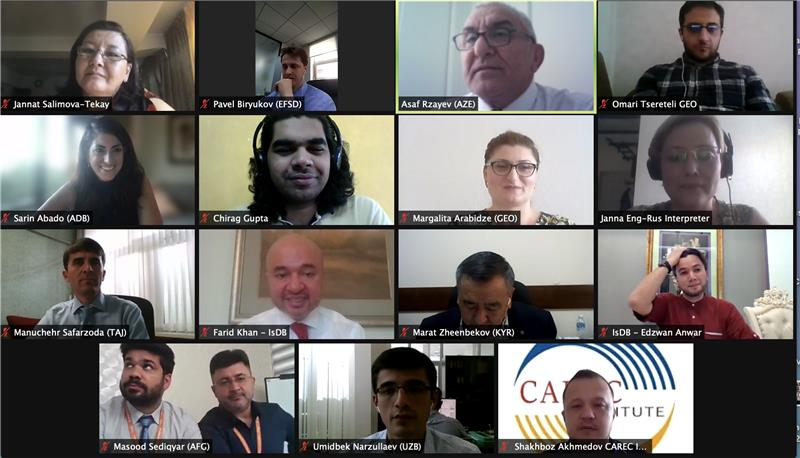 Jannat Salimova-Tekay
Pavel Biryukov (EFSD)
Asaf Rzayev (AZE)
Omari Tsereteli GEO
Sarin Abado (ADB)
Chirag Gupta
Margalita Arabidze (GEO)
Janna Eng-Rus Interpreter
Manuchehr Safarzoda (TAJ)
Farid Khan - IsDB
Marat Zheenbekov (KYR)
IsDB - Edzwan Anwar
Masood Sediqyar (AFG)
Umidbek Narzullaev (UZB)
CAREC
Shakhboz Akhmedov CAREC I...